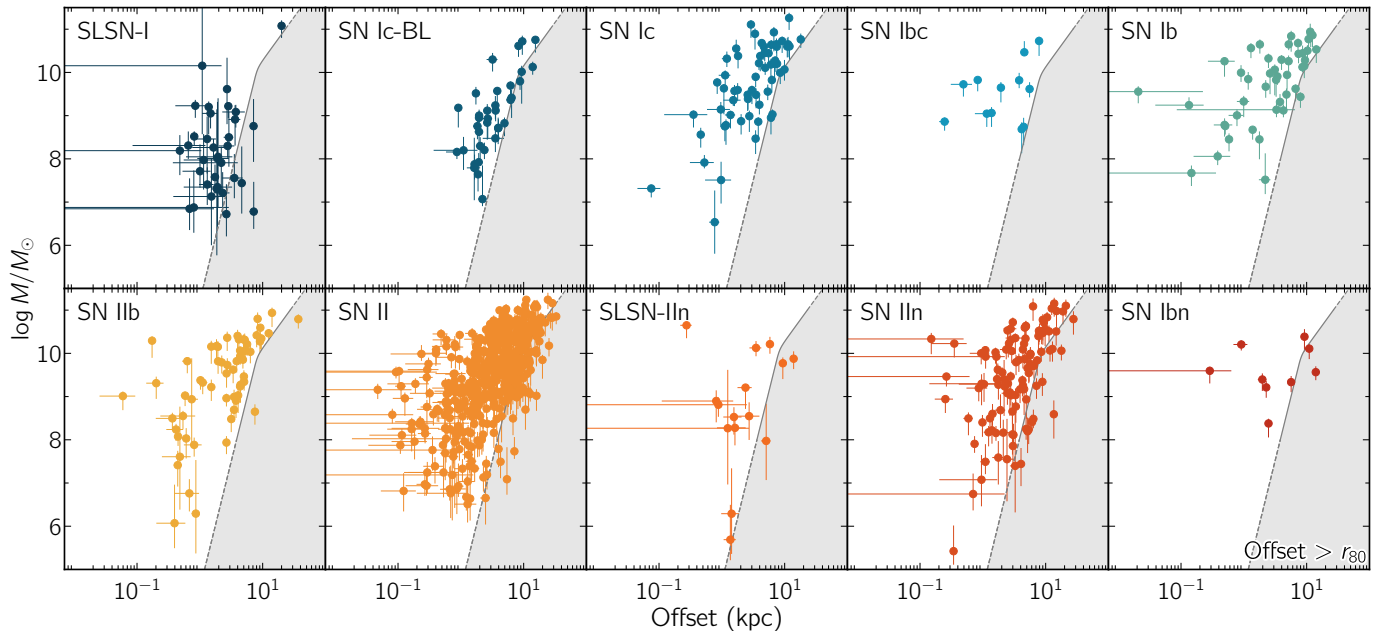 SLSN-I
SN Ic-BL
SN Ic
SN Ibc
SN Ib
10
8
6
log M/M⊙
SN IIb
SN II
SLSN-IIn
SN IIn
SN Ibn
10
8
6
Offset > r₈₀
10⁻¹ 10¹ 10⁻¹ 10¹ 10⁻¹ 10¹ 10⁻¹ 10¹ 10⁻¹ 10¹
Offset (kpc)